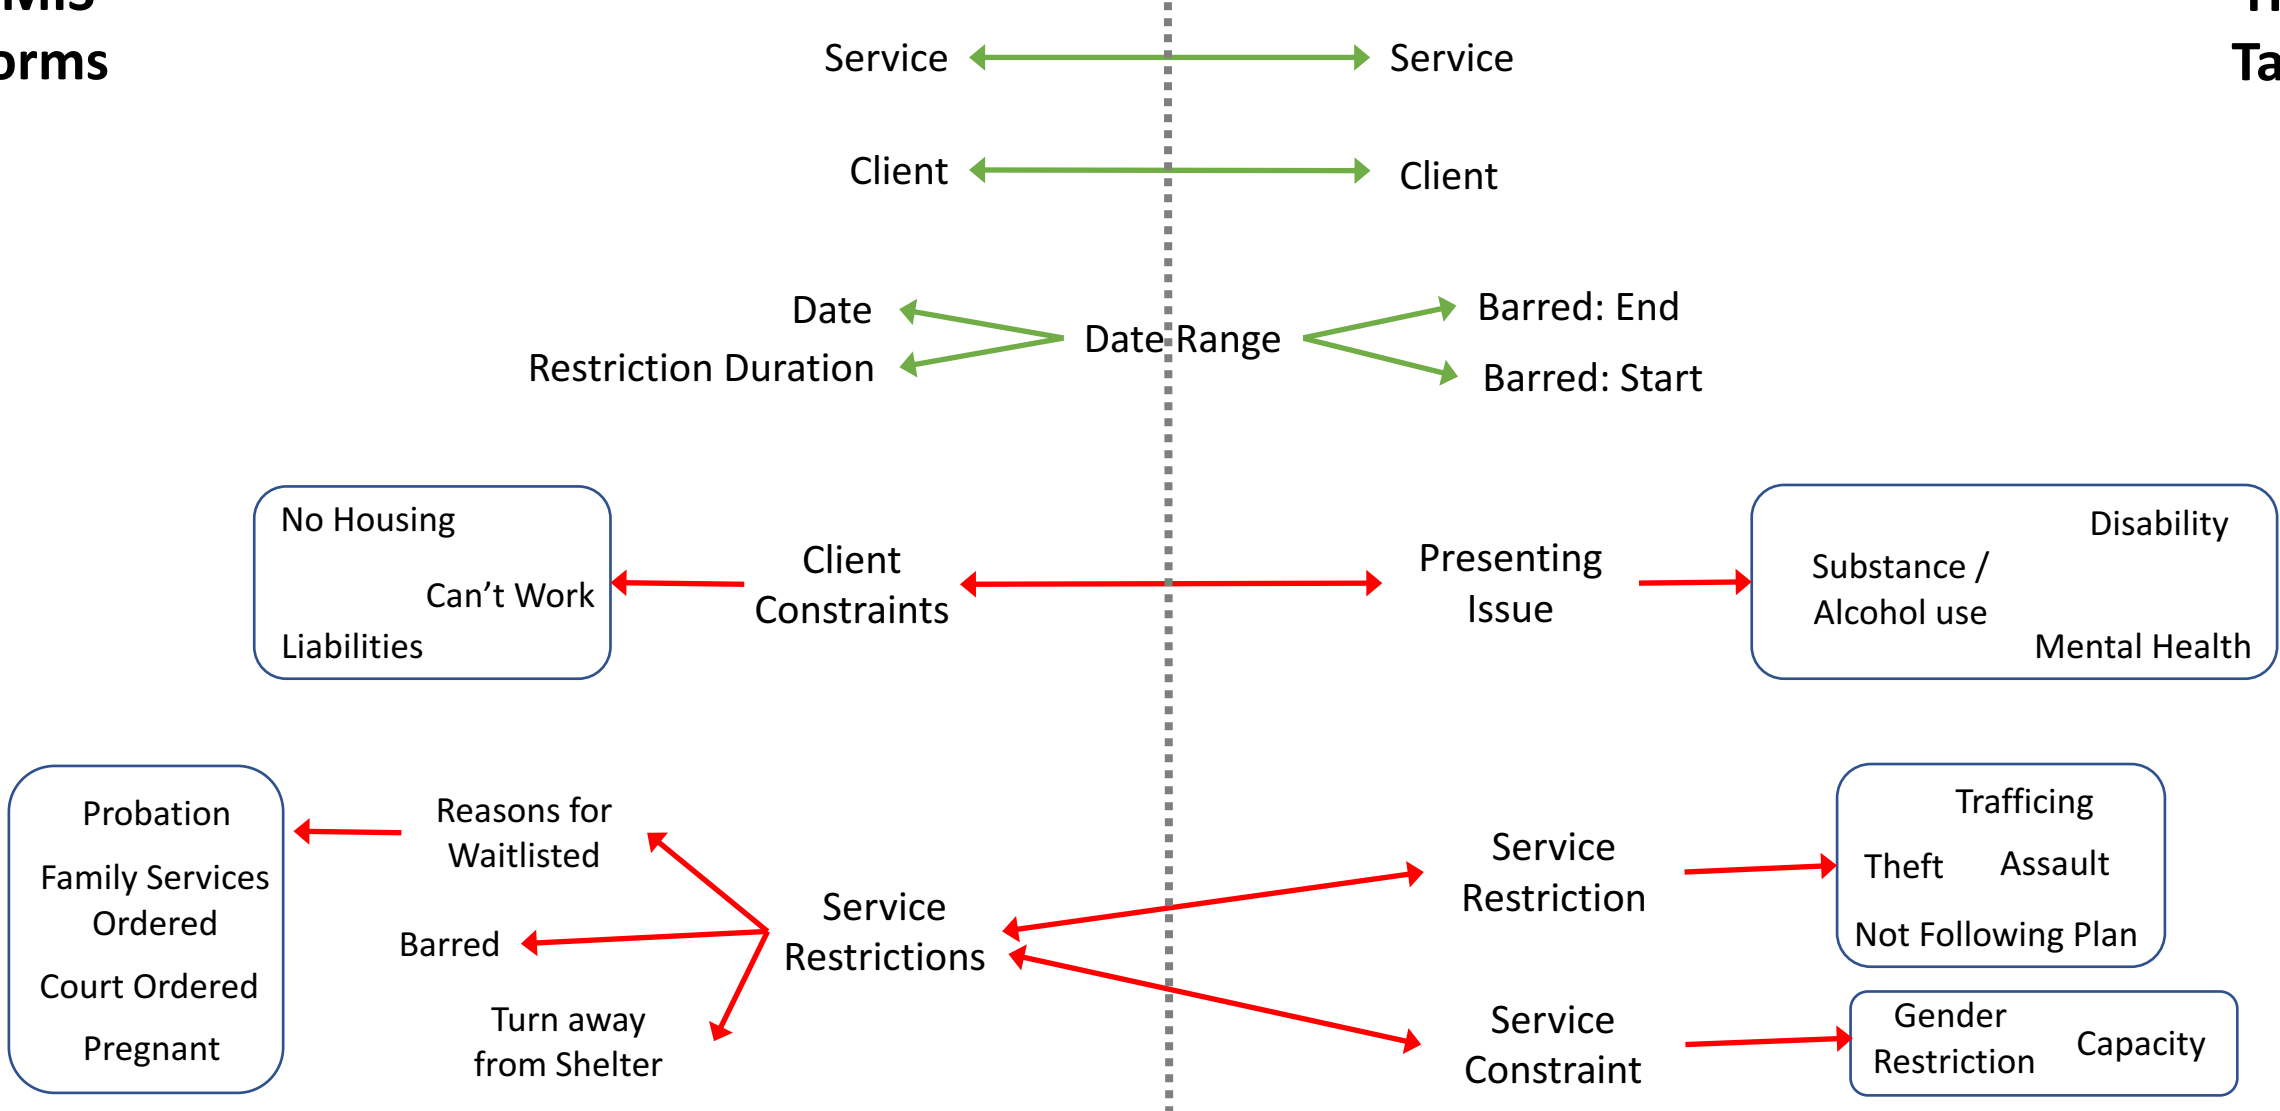 Service
Service
Client
Client
Date
Restriction Duration
Date Range
Barred: End
Barred: Start
No Housing
Can't Work
Liabilities
Client
Constraints
Presenting
Issue
Disability
Substance /
Alcohol use
Mental Health
Probation
Family Services
Ordered
Court Ordered
Pregnant
Reasons for
Waitlisted
Barred
Turn away
from Shelter
Service
Restrictions
Service
Restriction
Trafficing
Theft
Assault
Not Following Plan
Service
Constraint
Gender
Restriction
Capacity